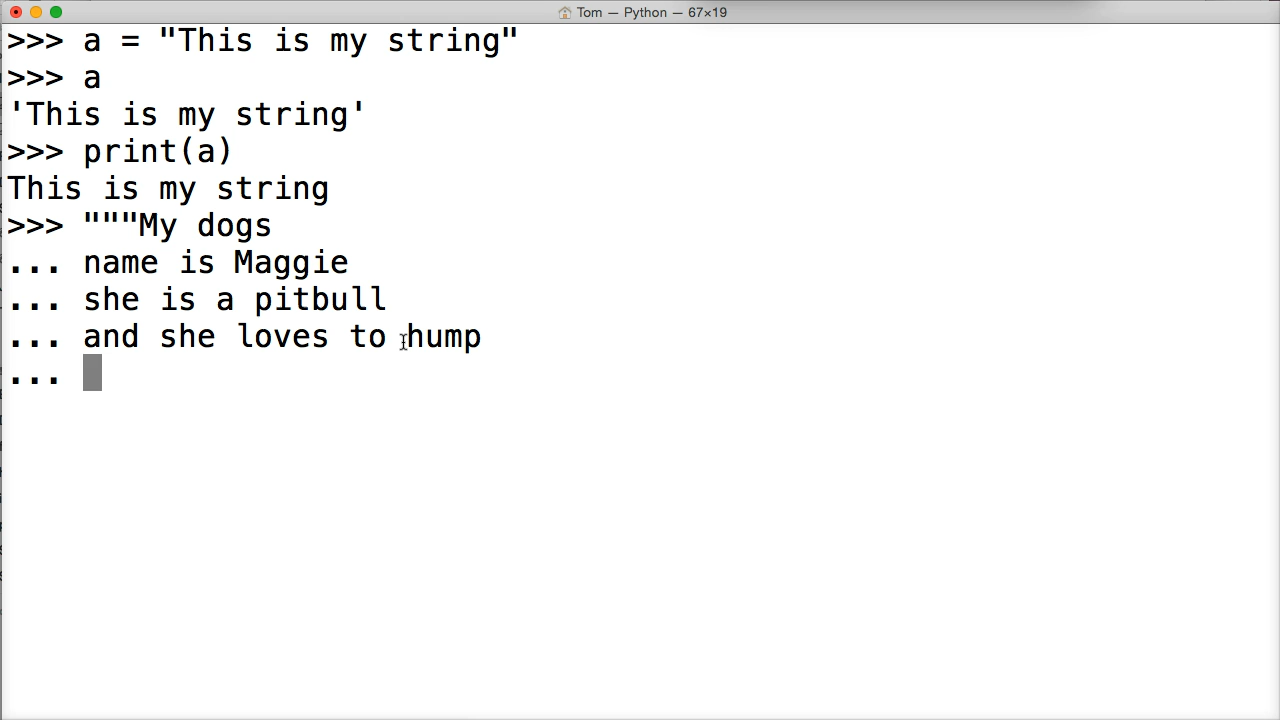 Tom — Python — 67×19
>>> a = "This is my string"
>>> a
'This is my string'
>>> print(a)
This is my string
>>> """My dogs
... name is Maggie
... she is a pitbull
... and she loves to hump
...